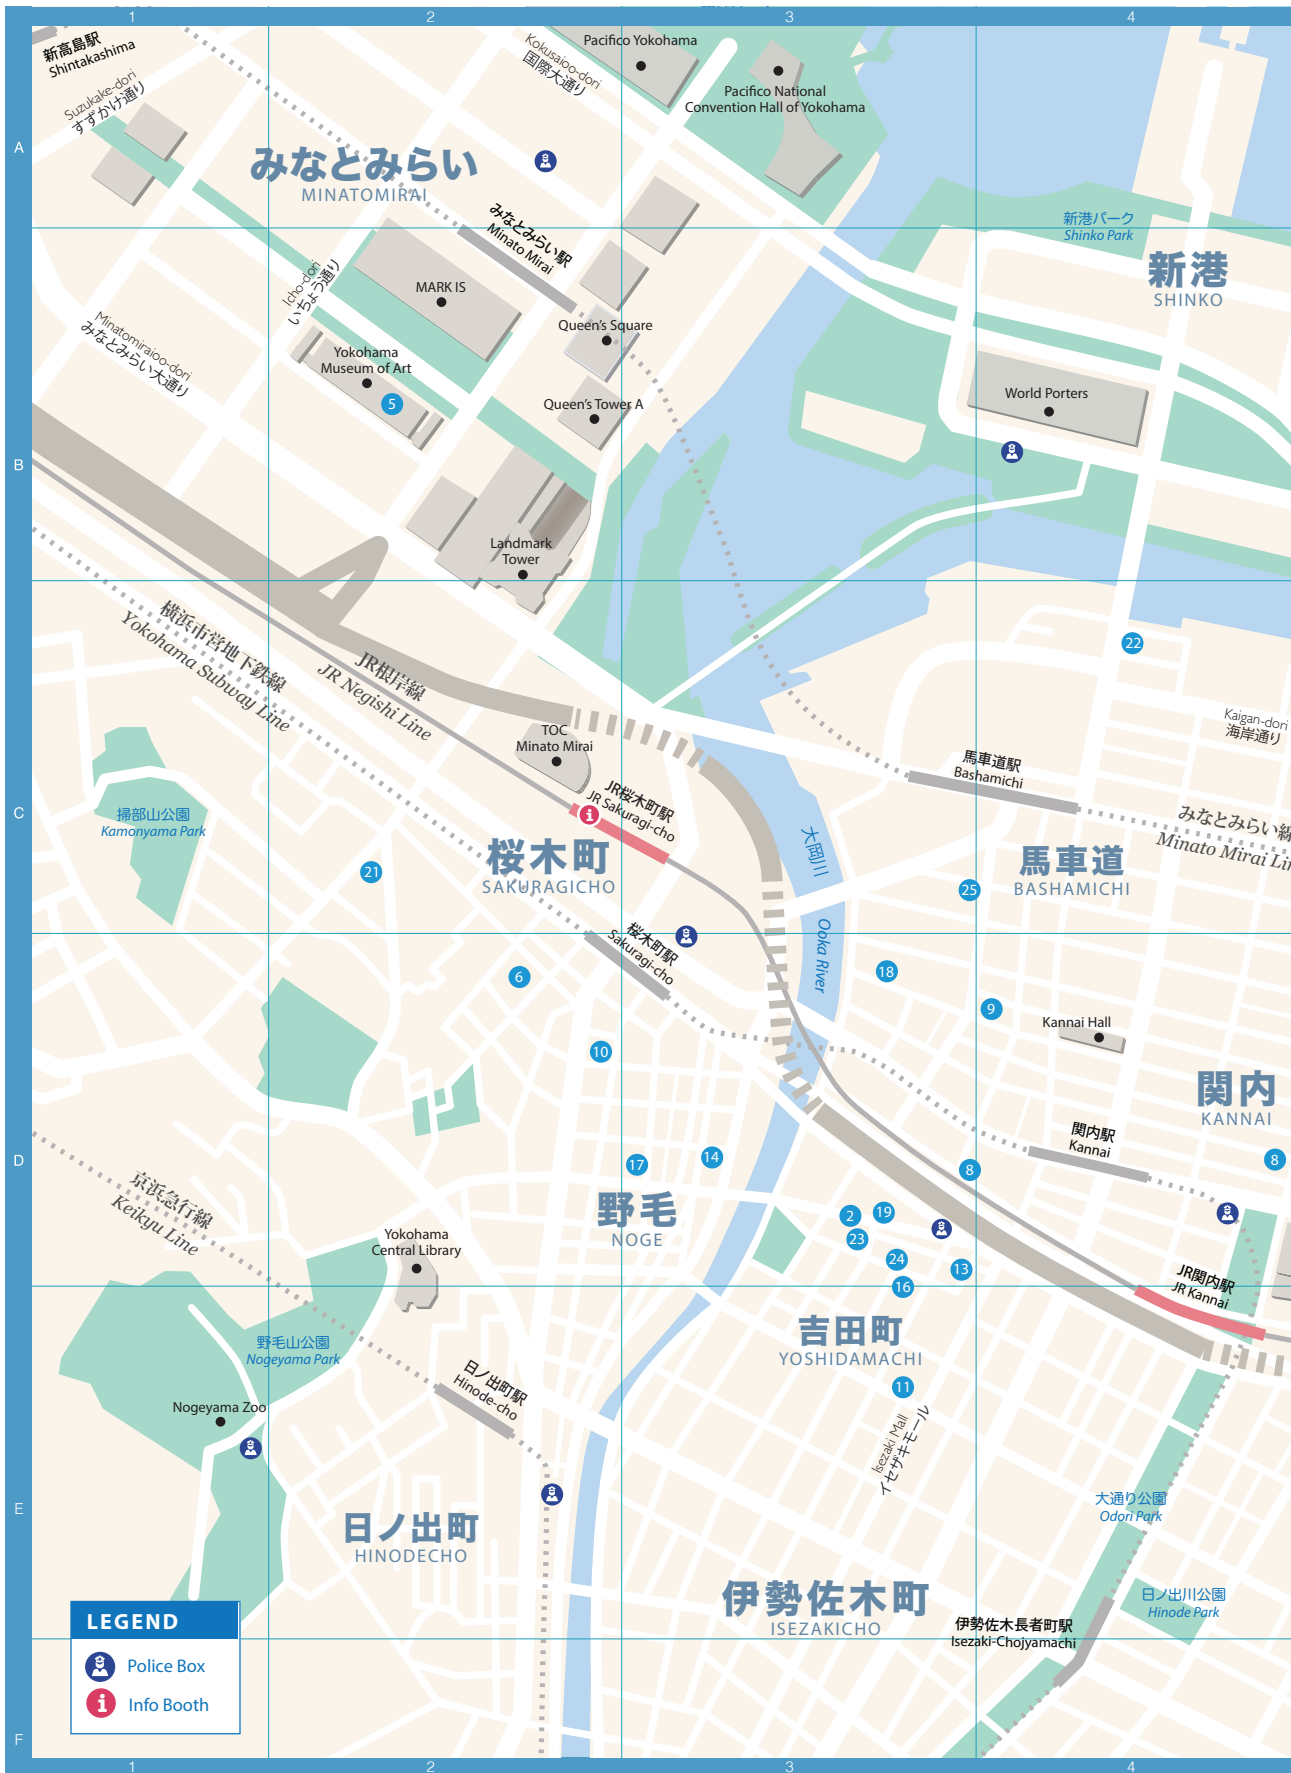 1
2
3
4
A
B
C
D
E
F
新高島駅
Shintakashima
Suzukake-dori
すずかけ通り
Kokusaioo-dori
国際大通り
Pacifico Yokohama
Pacifico National
Convention Hall of Yokohama
みなとみらい
MINATOMIRAI
みなとみらい駅
Minato Mirai
新港パーク
Shinko Park
新港
SHINKO
Icho-dori
いちょう通り
MARK IS
Queen's Square
Minatomiraioo-dori
みなとみらい大通り
Yokohama
Museum of Art
5
Queen's Tower A
World Porters
Landmark
Tower
横浜市営地下鉄線
Yokohama Subway Line
JR根岸線
JR Negishi Line
22
Kaigan-dori
海岸通り
TOC
Minato Mirai
馬車道駅
Bashamichi
JR桜木町駅
JR Sakuragi-cho
掃部山公園
Kamonyama Park
みなとみらい線
Minato Mirai Lin
大岡川
Ooka River
桜木町
SAKURAGICHO
馬車道
BASHAMICHI
21
25
桜木町駅
Sakuragi-cho
6
18
9
Kannai Hall
10
関内
KANNAI
関内駅
Kannai
17
14
8
8
京浜急行線
Keikyu Line
野毛
NOGE
2
19
23
24
13
16
Yokohama
Central Library
JR関内駅
JR Kannai
吉田町
YOSHIDAMACHI
野毛山公園
Nogeyama Park
日ノ出町駅
Hinode-cho
11
Nogeyama Zoo
Isezaki Mall
イセザキモール
大通り公園
Odori Park
日ノ出町
HINODECHO
伊勢佐木町
ISEZAKICHO
日ノ出川公園
Hinode Park
伊勢佐木長者町駅
Isezaki-Chojyamachi
LEGEND
Police Box
Info Booth
1
2
3
4